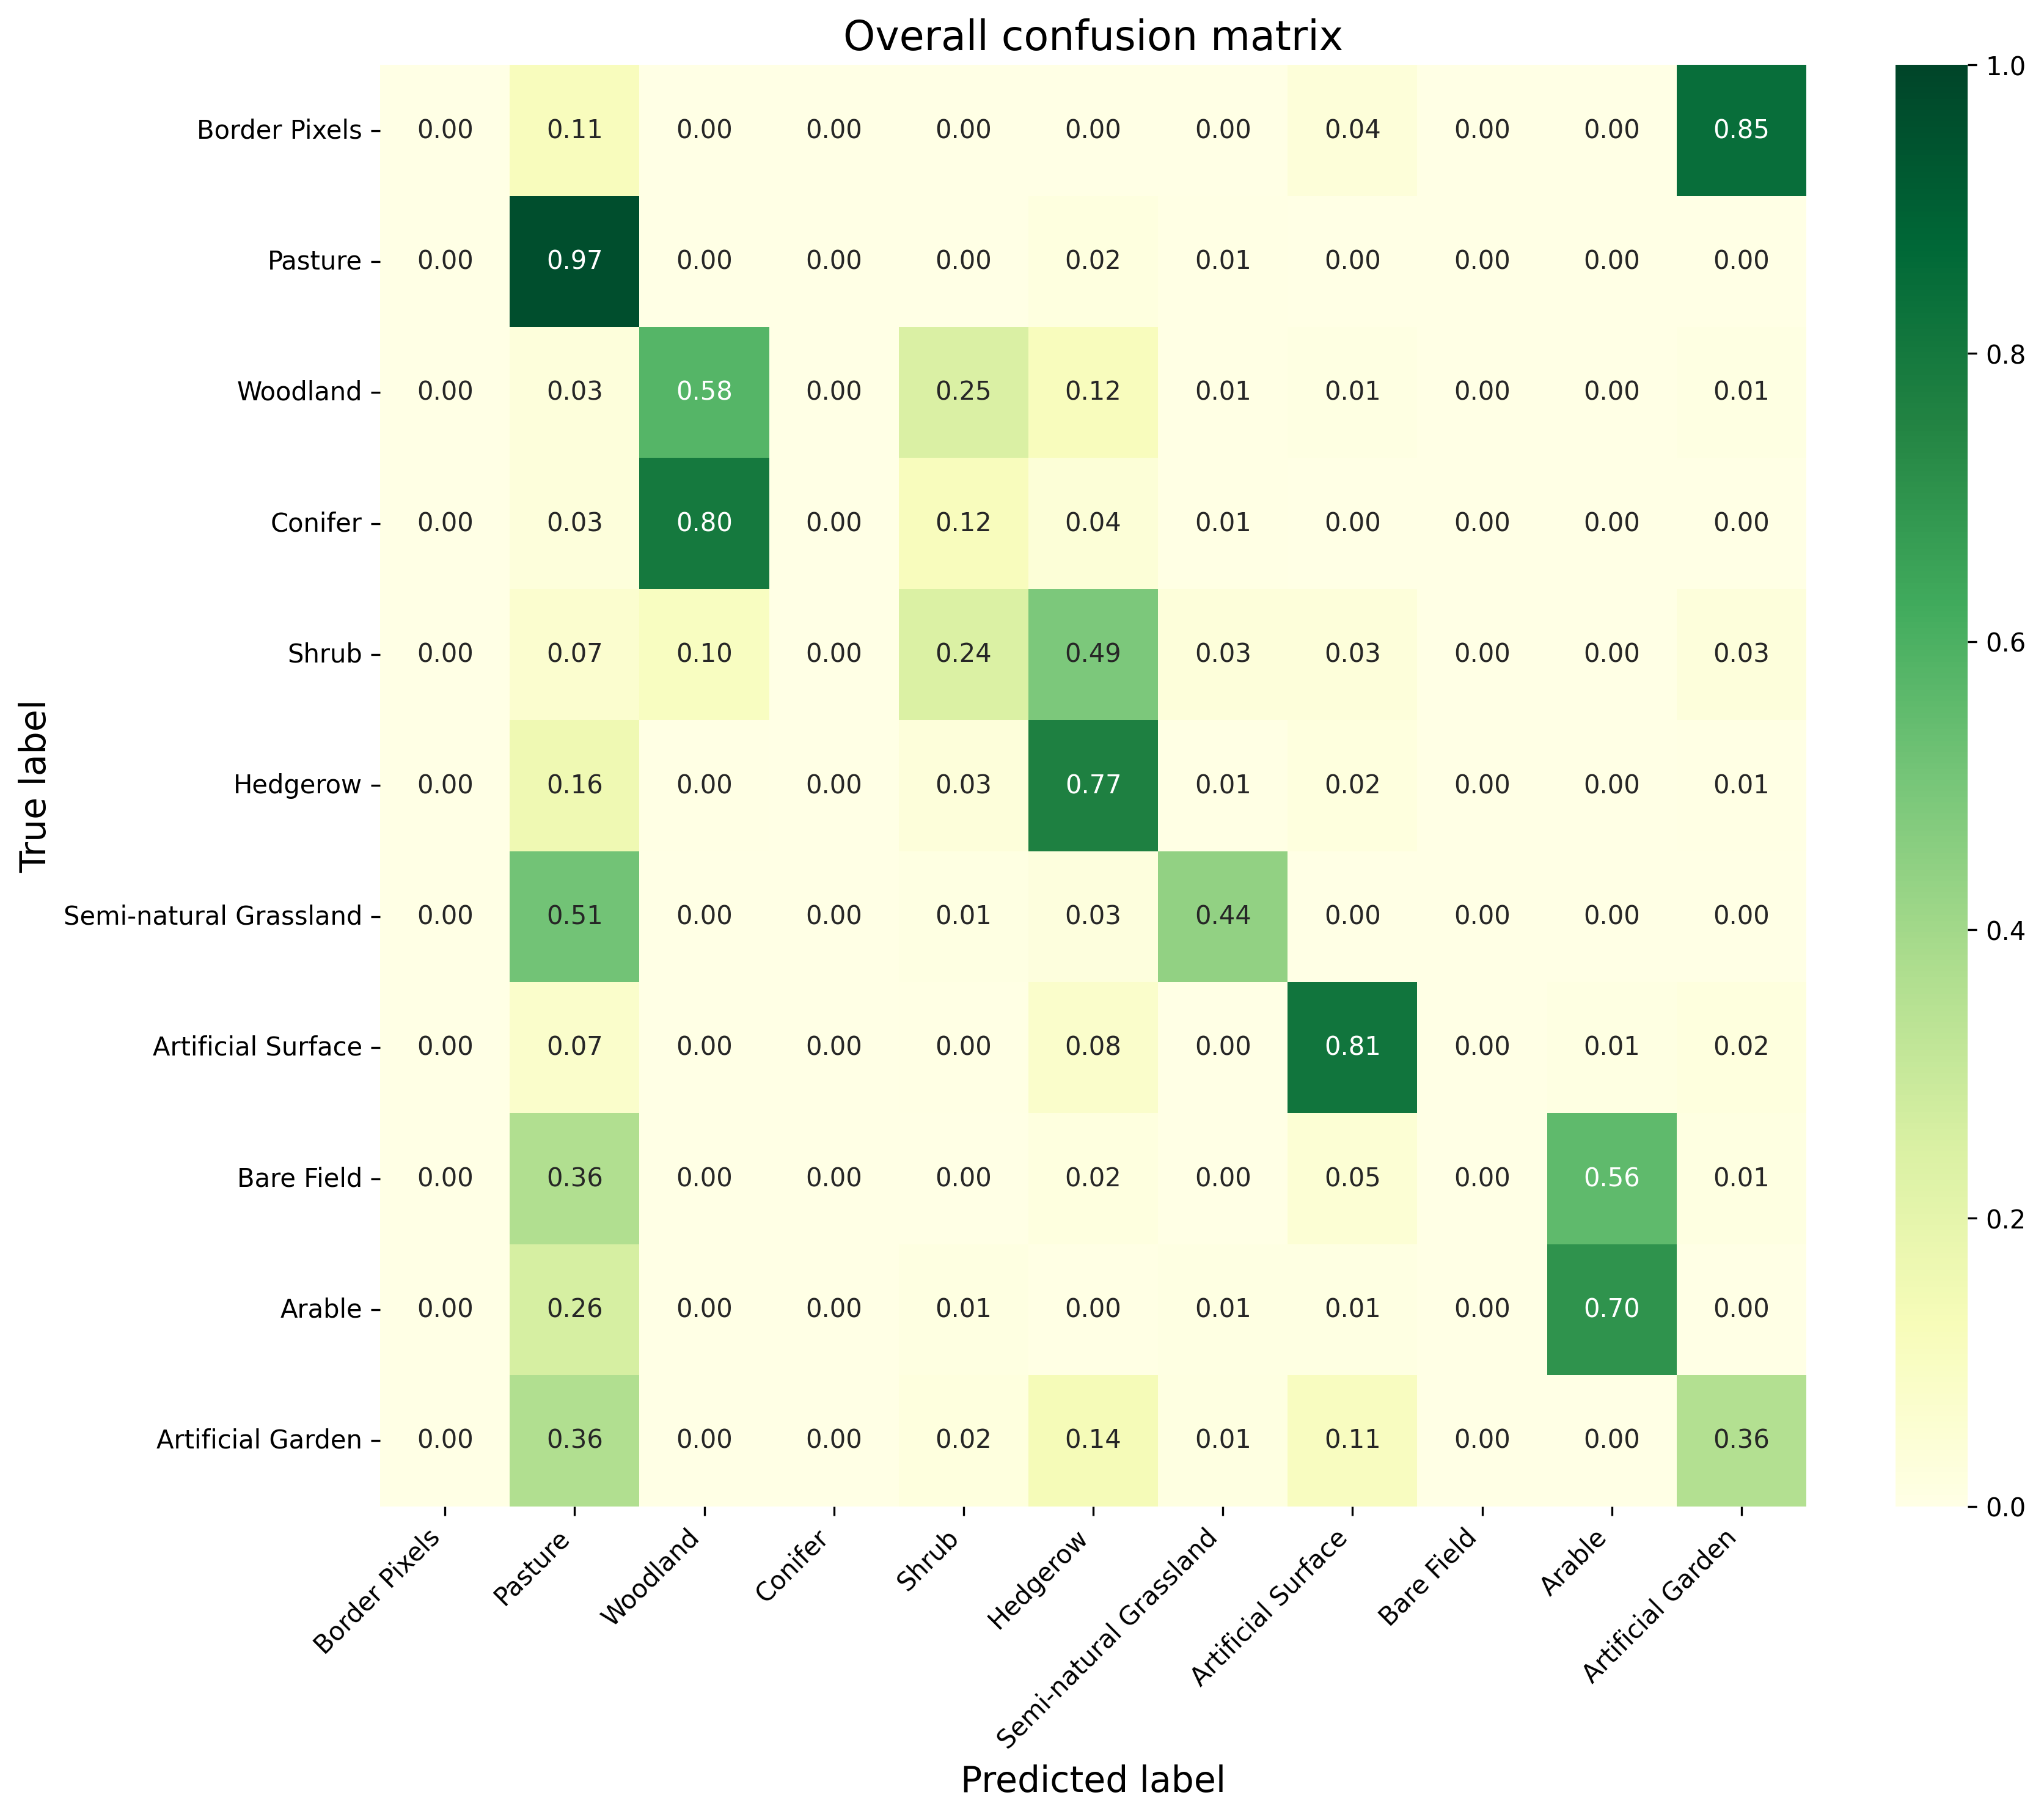 Overall confusion matrix
True label
Border Pixels 0.00 0.11 0.00 0.00 0.00 0.00 0.00 0.04 0.00 0.00 0.85
Pasture 0.00 0.97 0.00 0.00 0.00 0.02 0.01 0.00 0.00 0.00 0.00
Woodland 0.00 0.03 0.58 0.00 0.25 0.12 0.01 0.01 0.00 0.00 0.01
Conifer 0.00 0.03 0.80 0.00 0.12 0.04 0.01 0.00 0.00 0.00 0.00
Shrub 0.00 0.07 0.10 0.00 0.24 0.49 0.03 0.03 0.00 0.00 0.03
Hedgerow 0.00 0.16 0.00 0.00 0.03 0.77 0.01 0.02 0.00 0.00 0.01
Semi-natural Grassland 0.00 0.51 0.00 0.00 0.01 0.03 0.44 0.00 0.00 0.00 0.00
Artificial Surface 0.00 0.07 0.00 0.00 0.00 0.08 0.00 0.81 0.00 0.01 0.02
Bare Field 0.00 0.36 0.00 0.00 0.00 0.02 0.00 0.05 0.00 0.56 0.01
Arable 0.00 0.26 0.00 0.00 0.01 0.00 0.01 0.01 0.00 0.70 0.00
Artificial Garden 0.00 0.36 0.00 0.00 0.02 0.14 0.01 0.11 0.00 0.00 0.36
Border Pixels
Pasture
Woodland
Conifer
Shrub
Hedgerow
Semi-natural Grassland
Artificial Surface
Bare Field
Arable
Artificial Garden
Predicted label
1.0
0.8
0.6
0.4
0.2
0.0